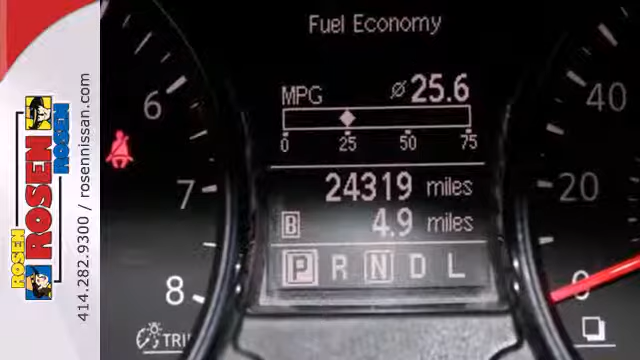 Fuel Economy
MPG ⌀25.6
0 25 50 75
24319 miles
B 4.9 miles
P R N D L
6
7
8
40
20
0
ROSEN
ROSEN
ROSEN
414.282.9300 / rosennissan.com